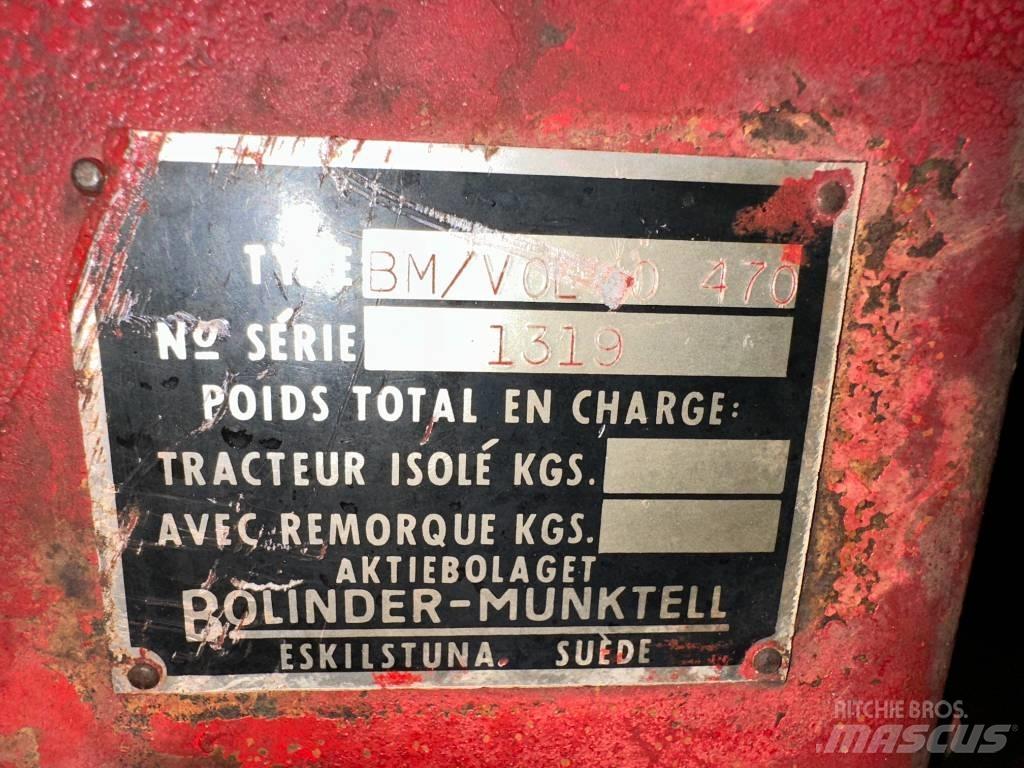 TYPE BM/VOLVO 470
No SÉRIE 1319
POIDS TOTAL EN CHARGE:
TRACTEUR ISOLÉ KGS.
AVEC REMORQUE KGS.
AKTIEBOLAGET
BOLINDER-MUNKTELL
ESKILSTUNA. SUÈDE
RITCHIE BROS.
MASCUS